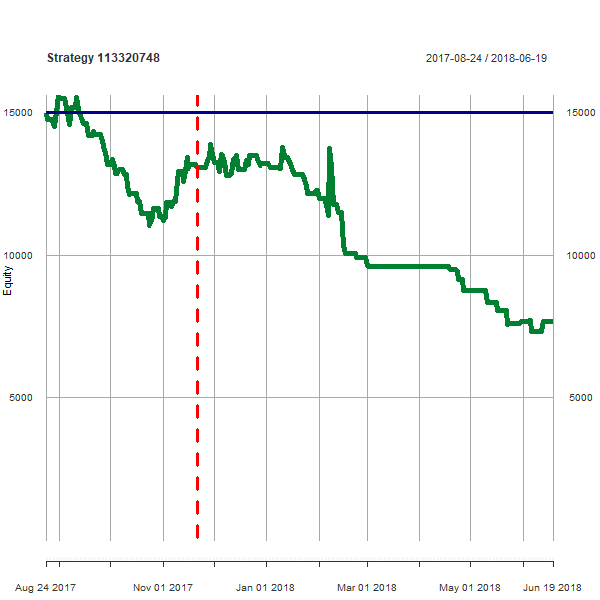 Strategy 113320748
2017-08-24 / 2018-06-19
15000
15000
10000
10000
Equity
5000
5000
Aug 24 2017
Nov 01 2017
Jan 01 2018
Mar 01 2018
May 01 2018
Jun 19 2018